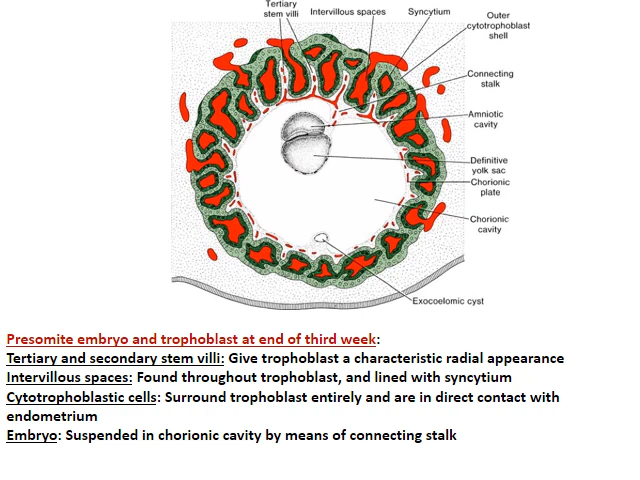 Tertiary
stem villi
Intervillous spaces
Syncytium
Outer
cytotrophoblast
shell
Connecting
stalk
Amniotic
cavity
Definitive
yolk sac
Chorionic
plate
Chorionic
cavity
Exocoelomic cyst
Presomite embryo and trophoblast at end of third week:
Tertiary and secondary stem villi: Give trophoblast a characteristic radial appearance
Intervillous spaces: Found throughout trophoblast, and lined with syncytium
Cytotrophoblastic cells: Surround trophoblast entirely and are in direct contact with
endometrium
Embryo: Suspended in chorionic cavity by means of connecting stalk